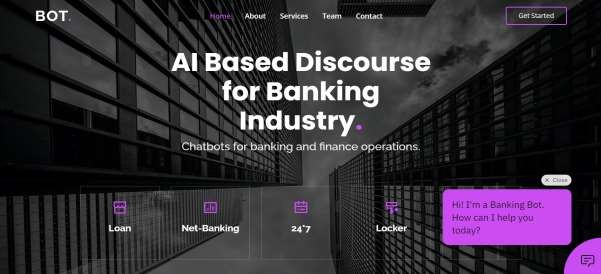 BOT.
Home About Services Team Contact
Get Started
AI Based Discourse
for Banking
Industry.
Chatbots for banking and finance operations.
Loan
Net-Banking
24*7
Locker
× Close
Hi! I'm a Banking Bot.
How can I help you
today?